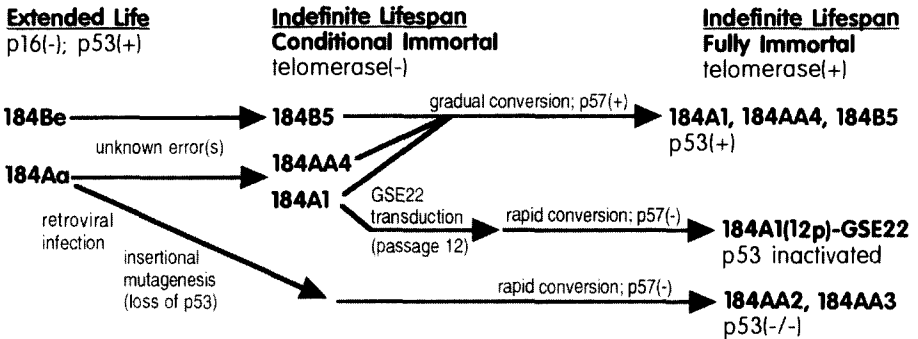 Extended Life
p16(-); p53(+)
Indefinite Lifespan
Conditional Immortal
telomerase(-)
Indefinite Lifespan
Fully Immortal
telomerase(+)
184Be
184B5
gradual conversion; p57(+)
184A1, 184AA4, 184B5
p53(+)
unknown error(s)
184AA4
184Aa
184A1
GSE22
transduction
(passage 12)
rapid conversion; p57(-)
184A1(12p)-GSE22
p53 inactivated
retroviral
infection
insertional
mutagenesis
(loss of p53)
rapid conversion; p57(-)
184AA2, 184AA3
p53(-/-)